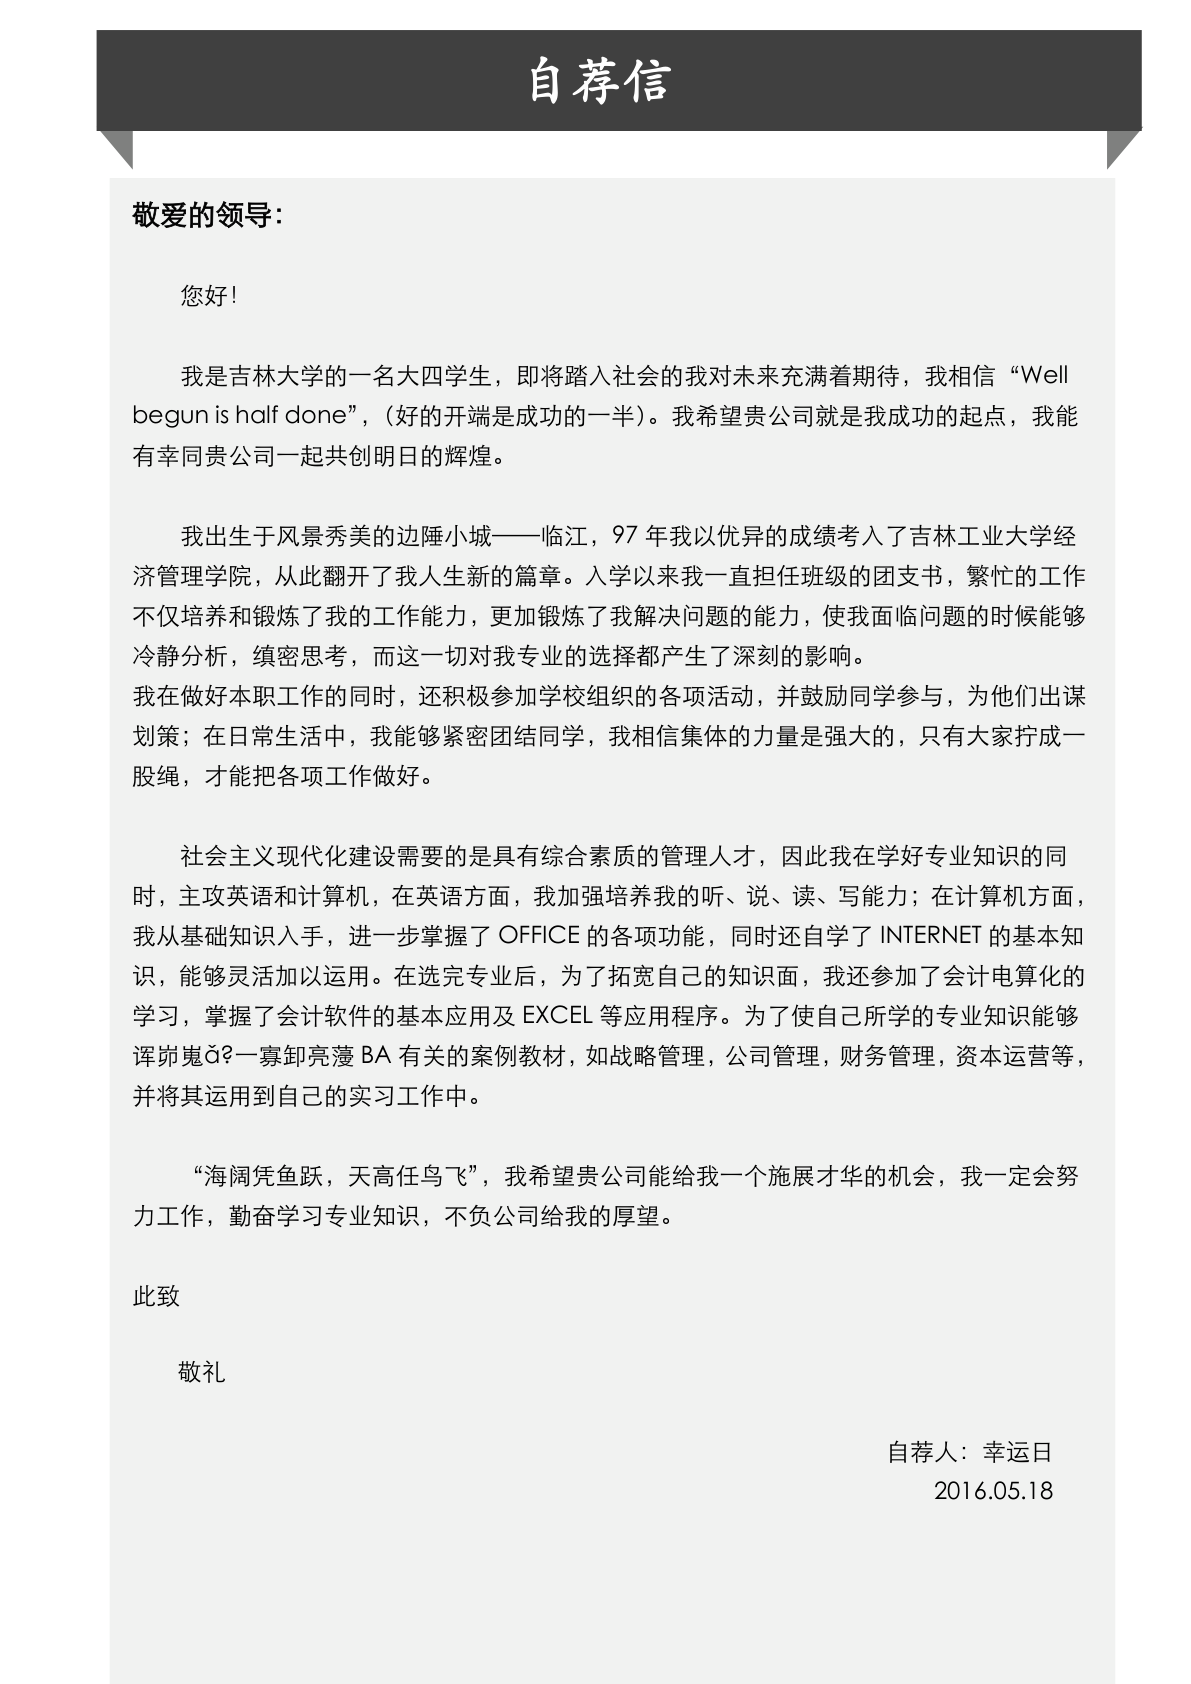 自荐信
敬爱的领导：
您好！
我是吉林大学的一名大四学生，即将踏入社会的我对未来充满着期待，我相信“Well
begun is half done”，（好的开端是成功的一半）。我希望贵公司就是我成功的起点，我能
有幸同贵公司一起共创明日的辉煌。
我出生于风景秀美的边陲小城——临江，97 年我以优异的成绩考入了吉林工业大学经
济管理学院，从此翻开了我人生新的篇章。入学以来我一直担任班级的团支书，繁忙的工作
不仅培养和锻炼了我的工作能力，更加锻炼了我解决问题的能力，使我面临问题的时候能够
冷静分析，缜密思考，而这一切对我专业的选择都产生了深刻的影响。
我在做好本职工作的同时，还积极参加学校组织的各项活动，并鼓励同学参与，为他们出谋
划策；在日常生活中，我能够紧密团结同学，我相信集体的力量是强大的，只有大家拧成一
股绳，才能把各项工作做好。
社会主义现代化建设需要的是具有综合素质的管理人才，因此我在学好专业知识的同
时，主攻英语和计算机，在英语方面，我加强培养我的听、说、读、写能力；在计算机方面，
我从基础知识入手，进一步掌握了 OFFICE 的各项功能，同时还自学了 INTERNET 的基本知
识，能够灵活加以运用。在选完专业后，为了拓宽自己的知识面，我还参加了会计电算化的
学习，掌握了会计软件的基本应用及 EXCEL 等应用程序。为了使自己所学的专业知识能够
诨峁嵬ǎ?一寡卸亮薓 BA 有关的案例教材，如战略管理，公司管理，财务管理，资本运营等，
并将其运用到自己的实习工作中。
“海阔凭鱼跃，天高任鸟飞”，我希望贵公司能给我一个施展才华的机会，我一定会努
力工作，勤奋学习专业知识，不负公司给我的厚望。
此致
敬礼
自荐人：幸运日
2016.05.18